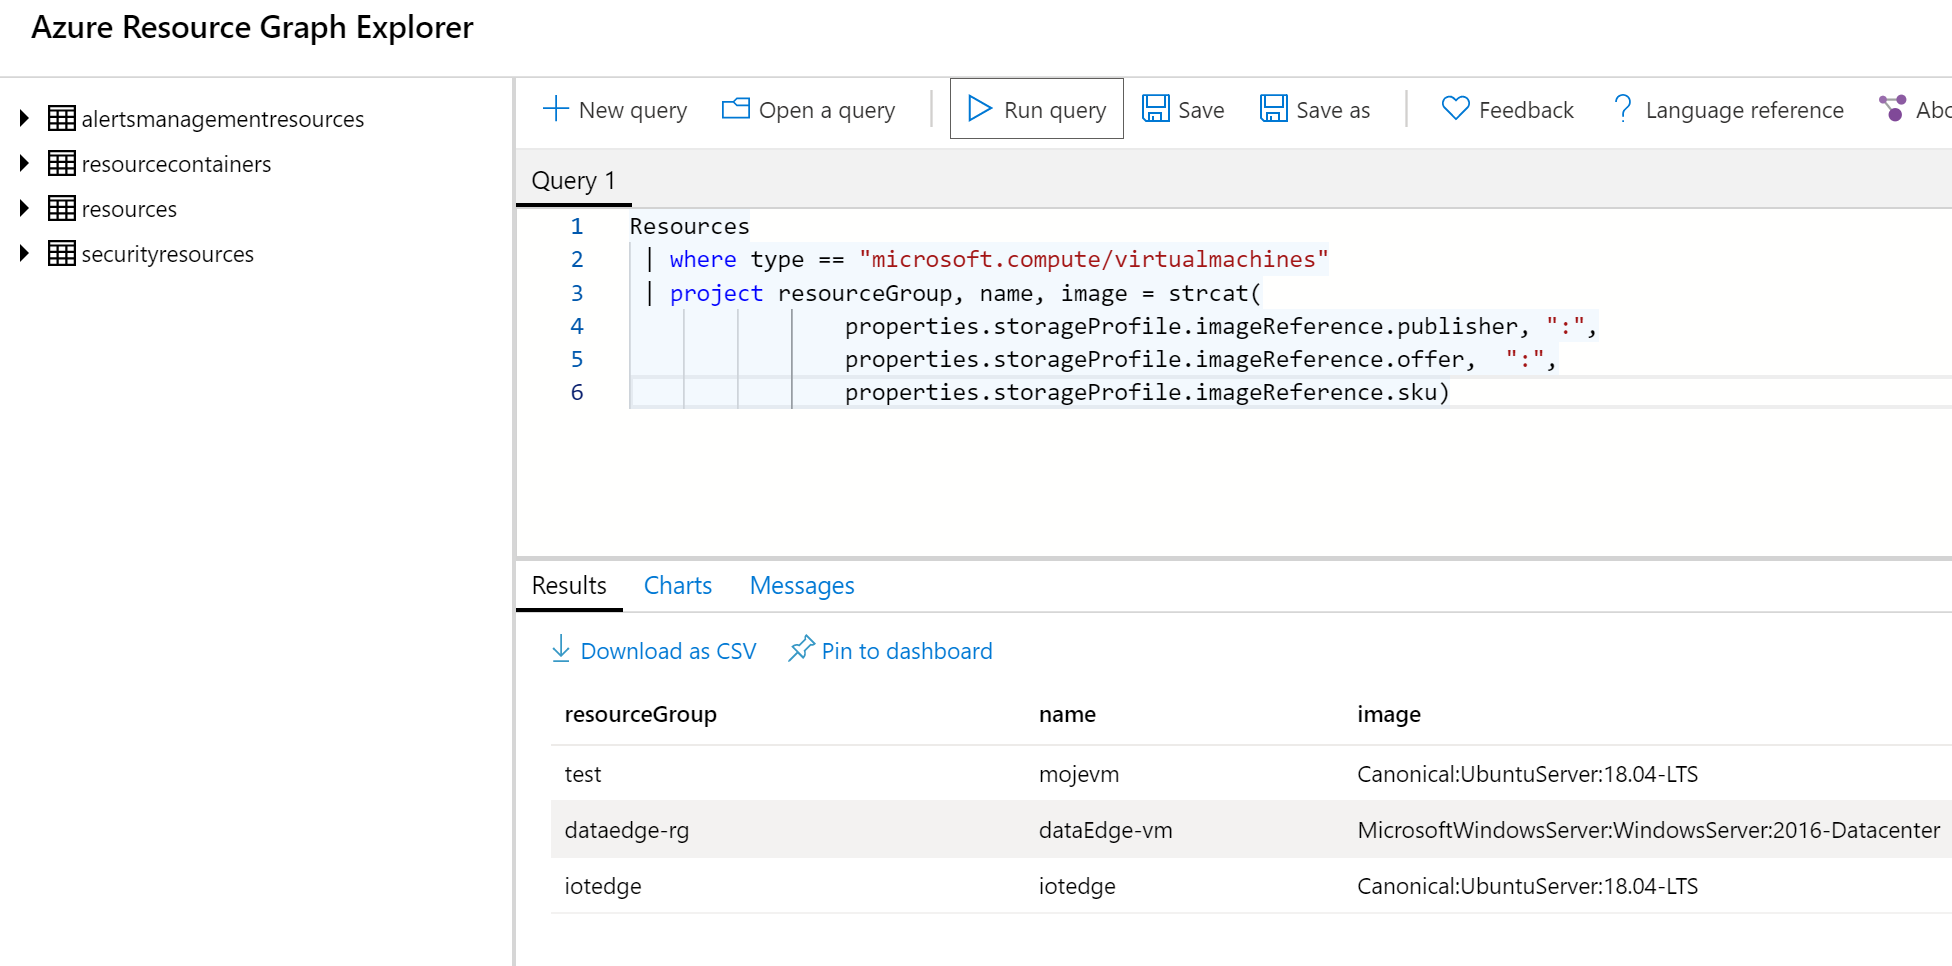 Azure Resource Graph Explorer
alertsmanagementresources
resourcecontainers
resources
securityresources
New query Open a query Run query Save Save as Feedback Language reference
Query 1
1 Resources
2 | where type == "microsoft.compute/virtualmachines"
3 | project resourceGroup, name, image = strcat(
4 properties.storageProfile.imageReference.publisher, ":",
5 properties.storageProfile.imageReference.offer, ":",
6 properties.storageProfile.imageReference.sku)
Results Charts Messages
Download as CSV Pin to dashboard
resourceGroup name image
test mojevm Canonical:UbuntuServer:18.04-LTS
dataedge-rg dataEdge-vm MicrosoftWindowsServer:WindowsServer:2016-Datacenter
iotedge iotedge Canonical:UbuntuServer:18.04-LTS